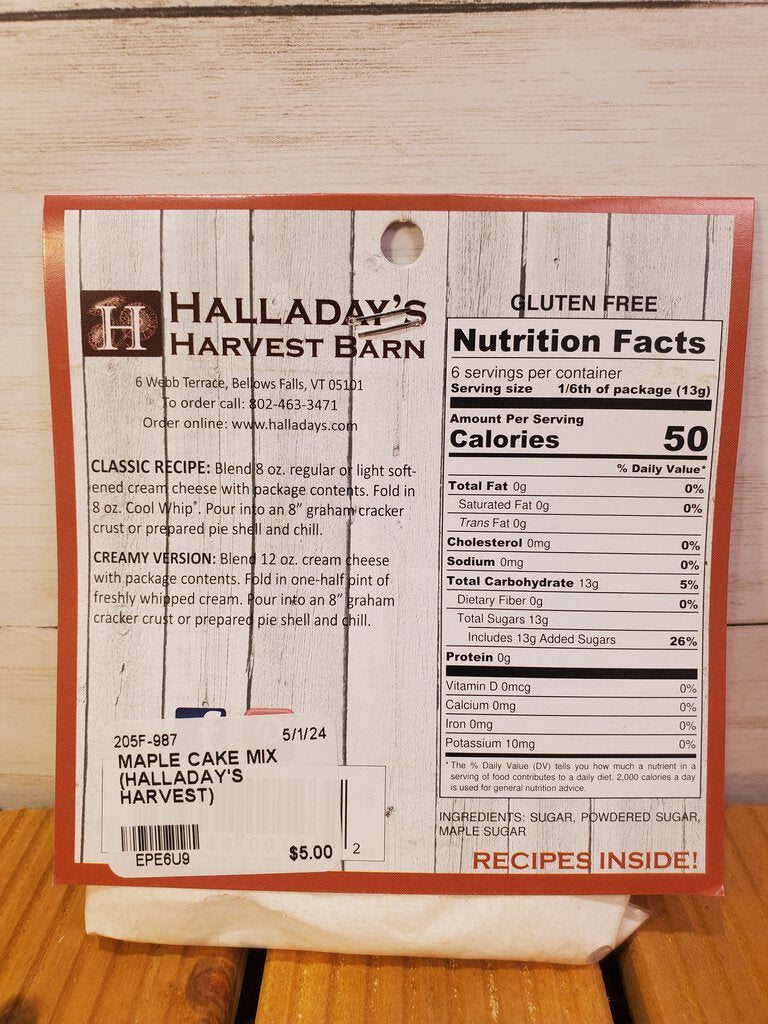 H
HALLADAY'S
HARVEST BARN
6 Webb Terrace, Bellows Falls, VT 05101
To order call: 802-463-3471
Order online: www.halladays.com
CLASSIC RECIPE: Blend 8 oz. regular or light soft-
ened cream cheese with package contents. Fold in
8 oz. Cool Whip®. Pour into an 8” graham cracker
crust or prepared pie shell and chill.
CREAMY VERSION: Blend 12 oz. cream cheese
with package contents. Fold in one-half pint of
freshly whipped cream. Pour into an 8” graham
cracker crust or prepared pie shell and chill.
205F-987 5/1/24
MAPLE CAKE MIX
(HALLADAY'S
HARVEST)
EPE6U9 $5.00
2
GLUTEN FREE
Nutrition Facts
6 servings per container
Serving size 1/6th of package (13g)
Amount Per Serving
Calories 50
% Daily Value*
Total Fat 0g 0%
Saturated Fat 0g 0%
Trans Fat 0g
Cholesterol 0mg 0%
Sodium 0mg 0%
Total Carbohydrate 13g 5%
Dietary Fiber 0g 0%
Total Sugars 13g
Includes 13g Added Sugars 26%
Protein 0g
Vitamin D 0mcg 0%
Calcium 0mg 0%
Iron 0mg 0%
Potassium 10mg 0%
* The % Daily Value (DV) tells you how much a nutrient in a
serving of food contributes to a daily diet. 2,000 calories a day
is used for general nutrition advice.
INGREDIENTS: SUGAR, POWDERED SUGAR,
MAPLE SUGAR
RECIPES INSIDE!